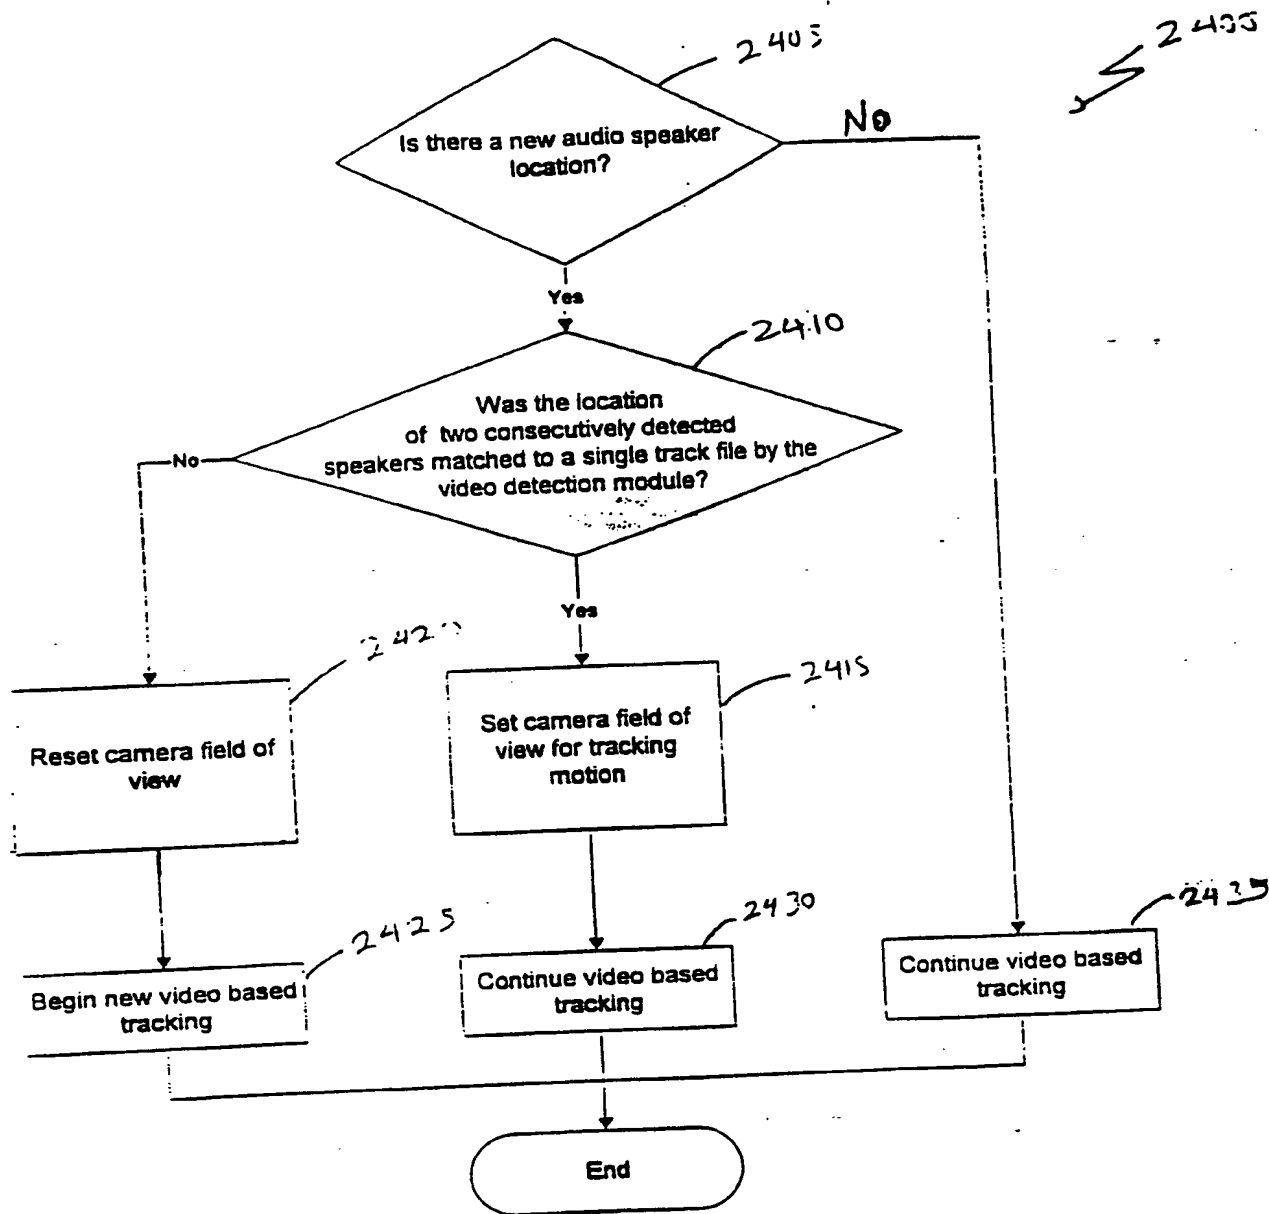 2405
Is there a new audio speaker
location?
No
Yes
2410
Was the location
of two consecutively detected
speakers matched to a single track file by the
video detection module?
No
Yes
2415
Reset camera field of
view
Set camera field of
view for tracking
motion
2425
2430
2435
Begin new video based
tracking
Continue video based
tracking
Continue video based
tracking
End